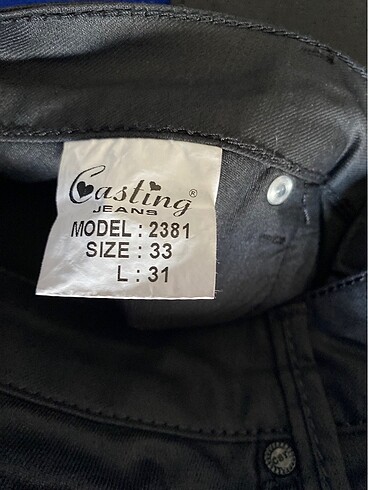 Casting®
JEANS
MODEL : 2381
SIZE : 33
L : 31